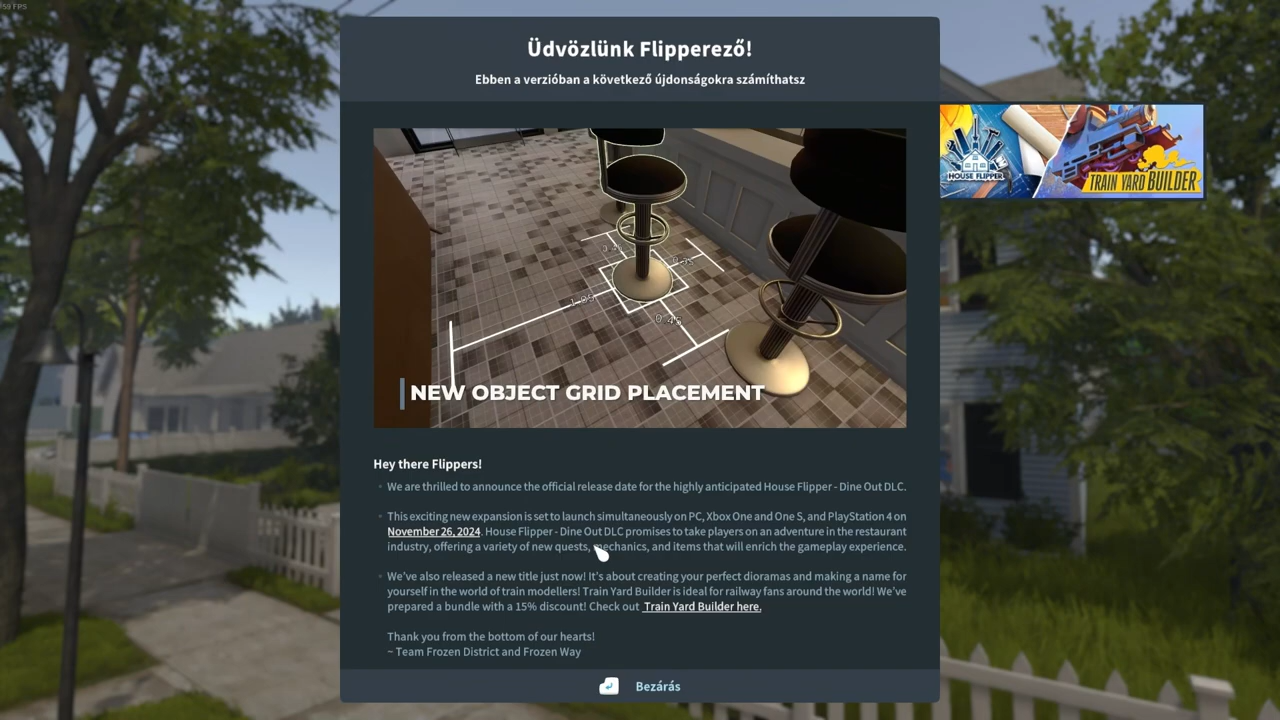 59 FPS
Üdvözlünk Flipperező!
Ebben a verzióban a következő újdonságokra számíthatsz
HOUSE FLIPPER
TRAIN YARD BUILDER
1.05
0.45
NEW OBJECT GRID PLACEMENT
Hey there Flippers!
We are thrilled to announce the official release date for the highly anticipated House Flipper - Dine Out DLC.
This exciting new expansion is set to launch simultaneously on PC, Xbox One and One S, and PlayStation 4 on
November 26, 2024. House Flipper - Dine Out DLC promises to take players on an adventure in the restaurant
industry, offering a variety of new quests, mechanics, and items that will enrich the gameplay experience.
We've also released a new title just now! It's about creating your perfect dioramas and making a name for
yourself in the world of train modellers! Train Yard Builder is ideal for railway fans around the world! We've
prepared a bundle with a 15% discount! Check out Train Yard Builder here.
Thank you from the bottom of our hearts!
~ Team Frozen District and Frozen Way
Bezárás